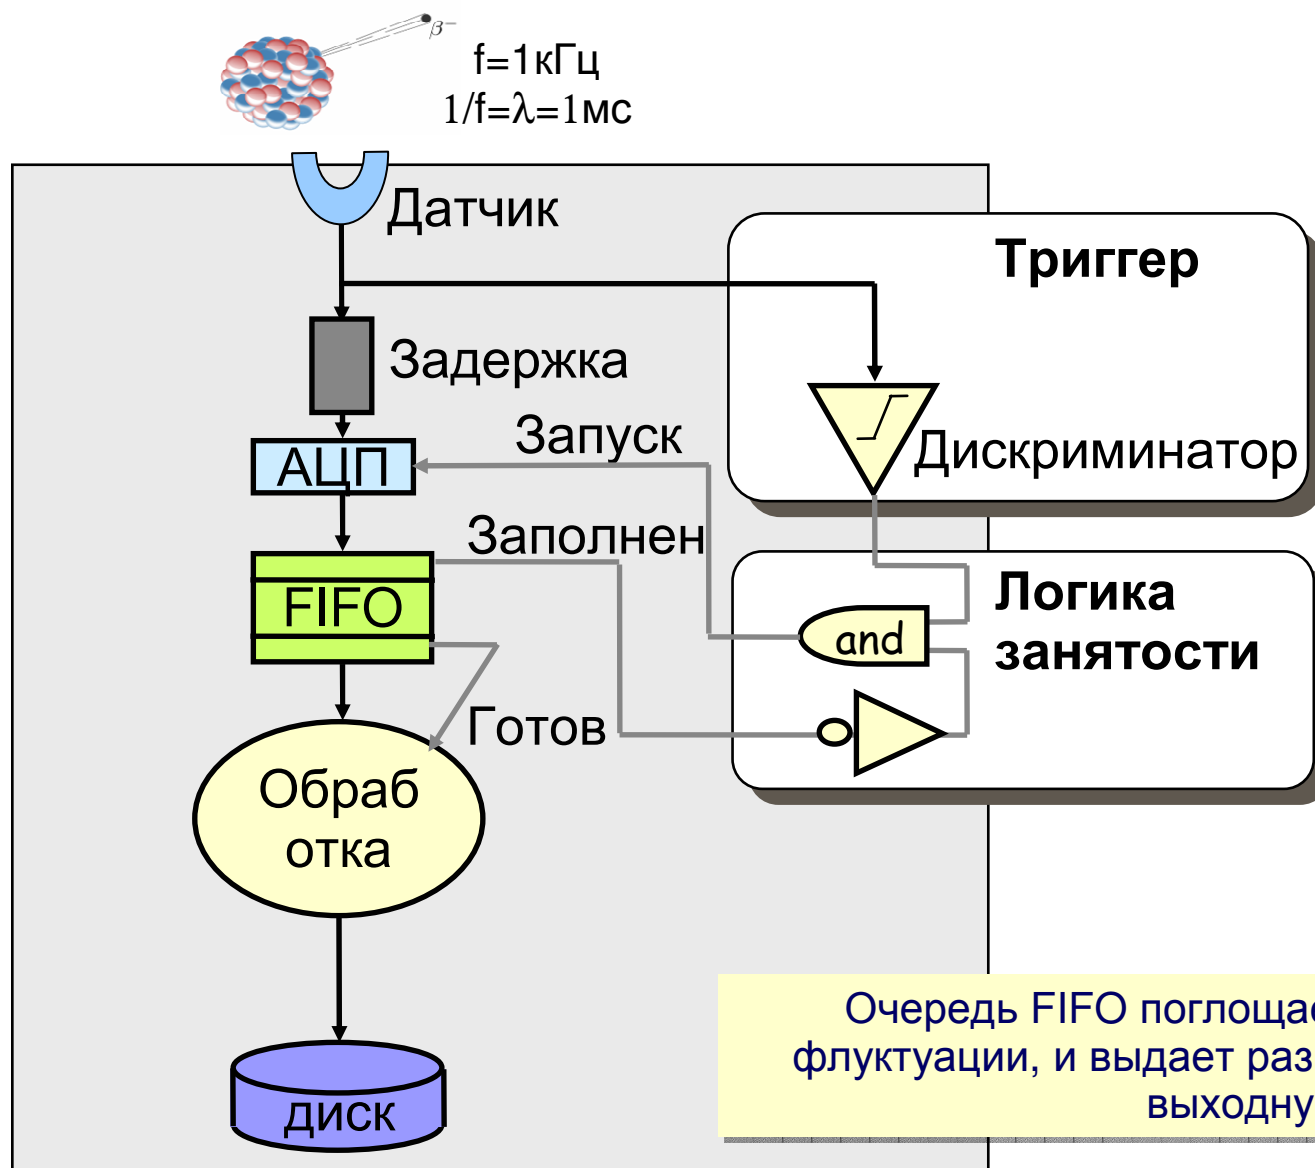 β⁻
f=1кГц
1/f=λ=1мс
Датчик
Триггер
Задержка
Запуск
Дискриминатор
АЦП
Заполнен
FIFO
Логика
занятости
and
Готов
Обраб
отка
Очередь FIFO поглощае
флуктуации, и выдает раз
выходну
диск